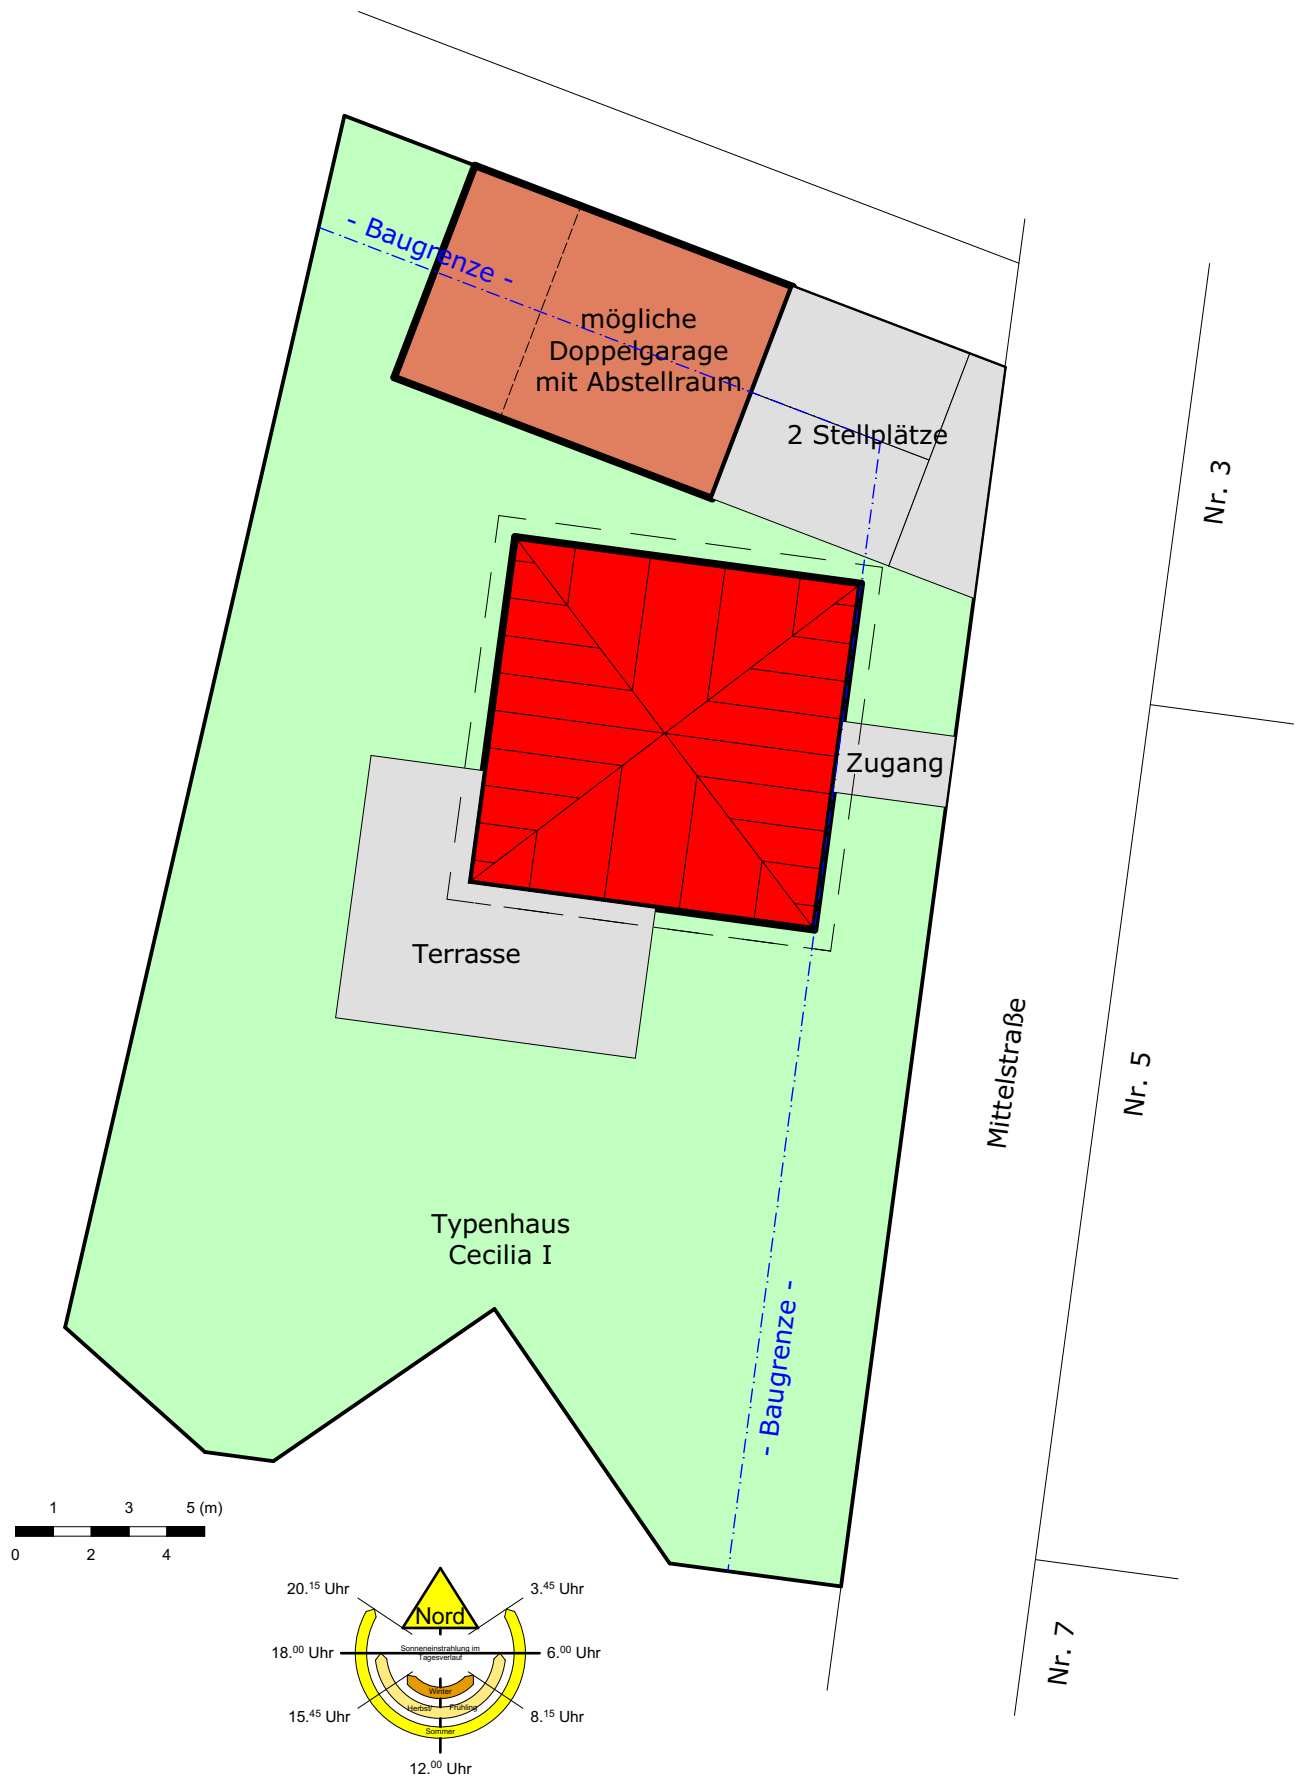 - Baugrenze -
mögliche
Doppelgarage
mit Abstellraum
2 Stellplätze
Nr. 3
Zugang
Terrasse
Mittelstraße
Nr. 5
Typenhaus
Cecilia I
- Baugrenze -
1 3 5 (m)
0 2 4
Nr. 7
20.15 Uhr 3.45 Uhr
Nord
18.00 Uhr Sonneneinstrahlung im 6.00 Uhr
Tagesverlauf
Winter
Herbst Frühling
15.45 Uhr 8.15 Uhr
Sommer
12.00 Uhr